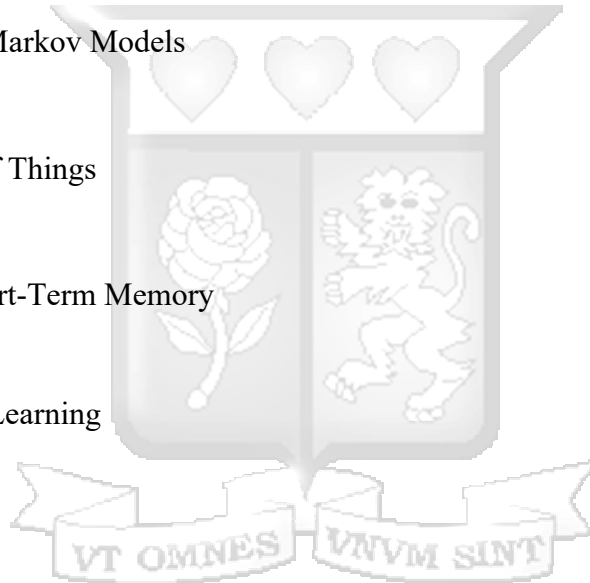 Markov Models
Things
rt-Term Memory
Learning
VT OMNES VNVM SINT